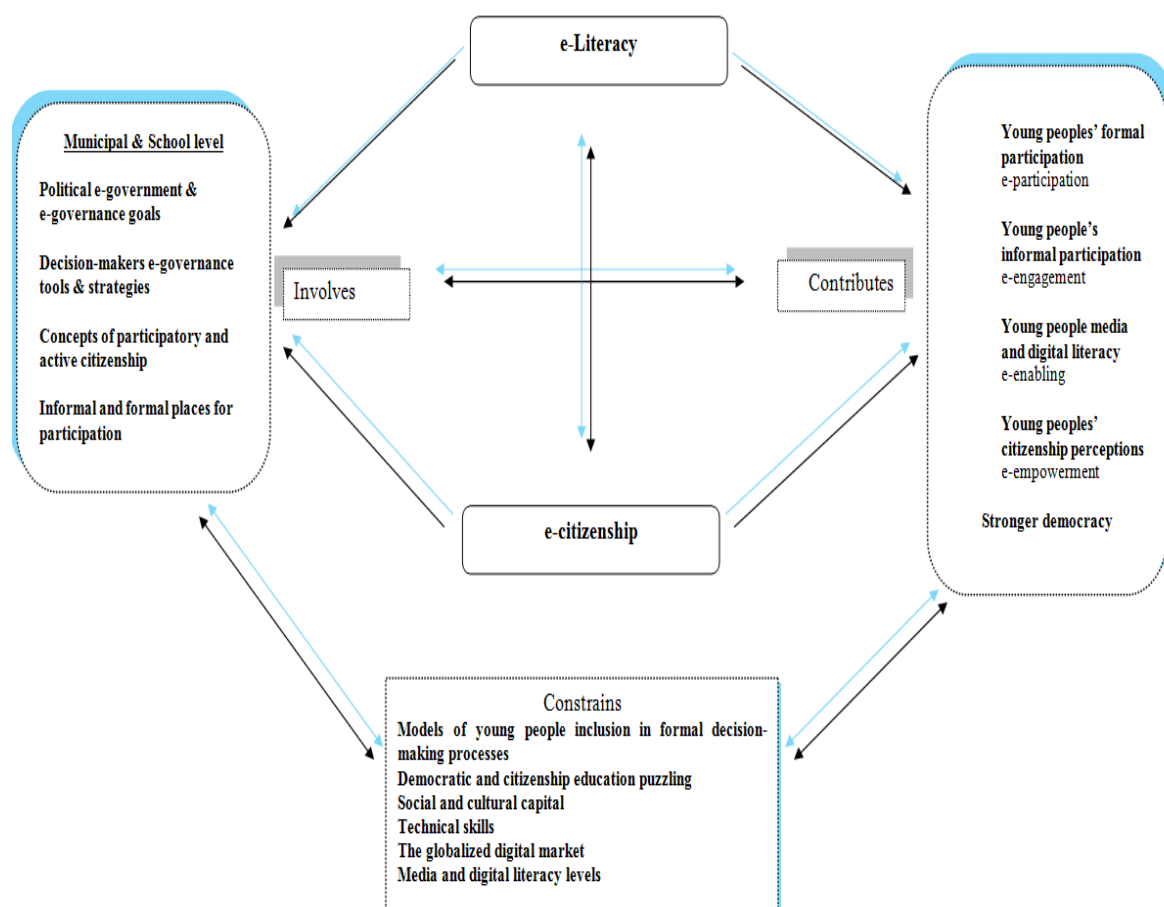 e-Literacy
Municipal & School level
Political e-government &
e-governance goals
Decision-makers e-governance
tools & strategies
Concepts of participatory and
active citizenship
Informal and formal places for
participation
Involves
Contributes
Young peoples’ formal
participation
e-participation
Young people’s
informal participation
e-engagement
Young people media
and digital literacy
e-enabling
Young peoples’
citizenship perceptions
e-empowerment
Stronger democracy
e-citizenship
Constrains
Models of young people inclusion in formal decision-
making processes
Democratic and citizenship education puzzling
Social and cultural capital
Technical skills
The globalized digital market
Media and digital literacy levels